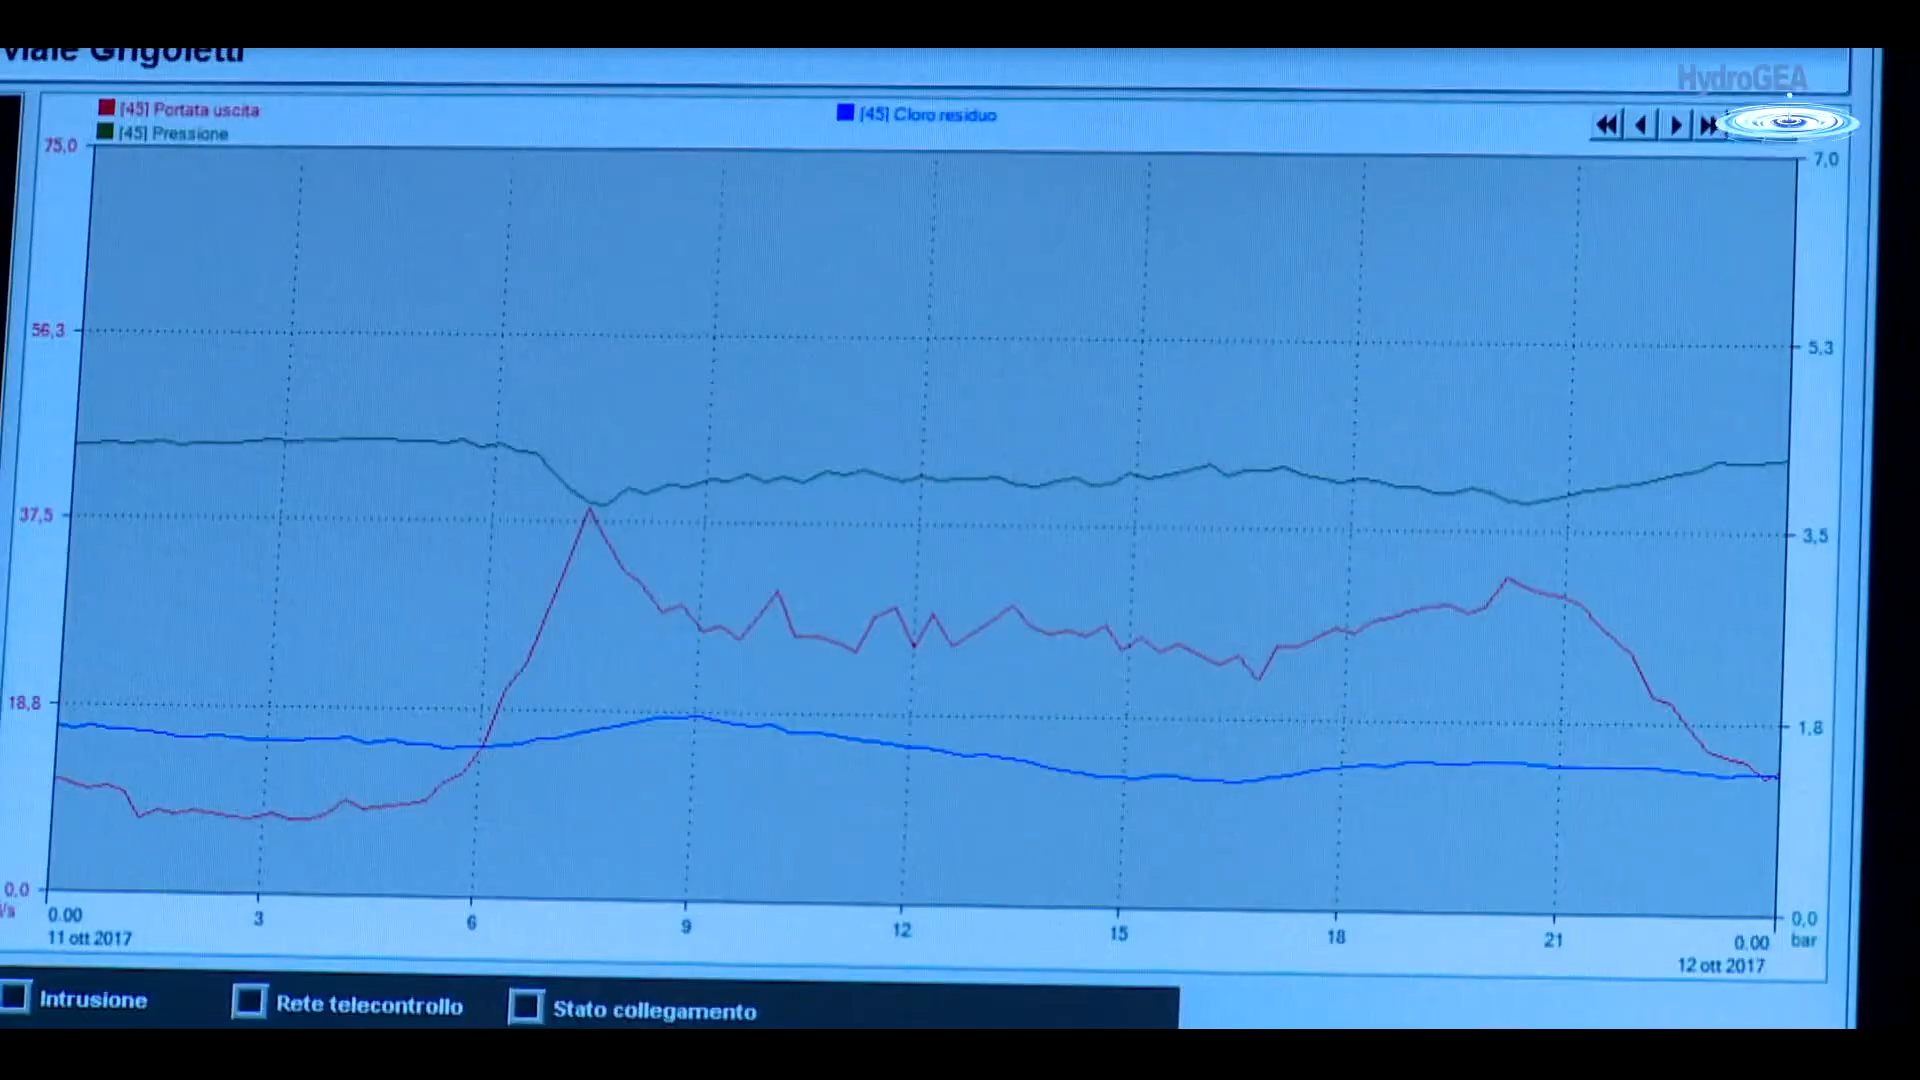 viale Grigoletti
HydroGEA
[45] Portata uscita
[45] Cloro residuo
[45] Pressione
75,0
7,0
56,3
5,3
37,5
3,5
18,8
1,8
0,0
0,0
l/s
bar
0.00 3 6 9 12 15 18 21 0.00
11 ott 2017
12 ott 2017
Intrusione
Rete telecontrollo
Stato collegamento